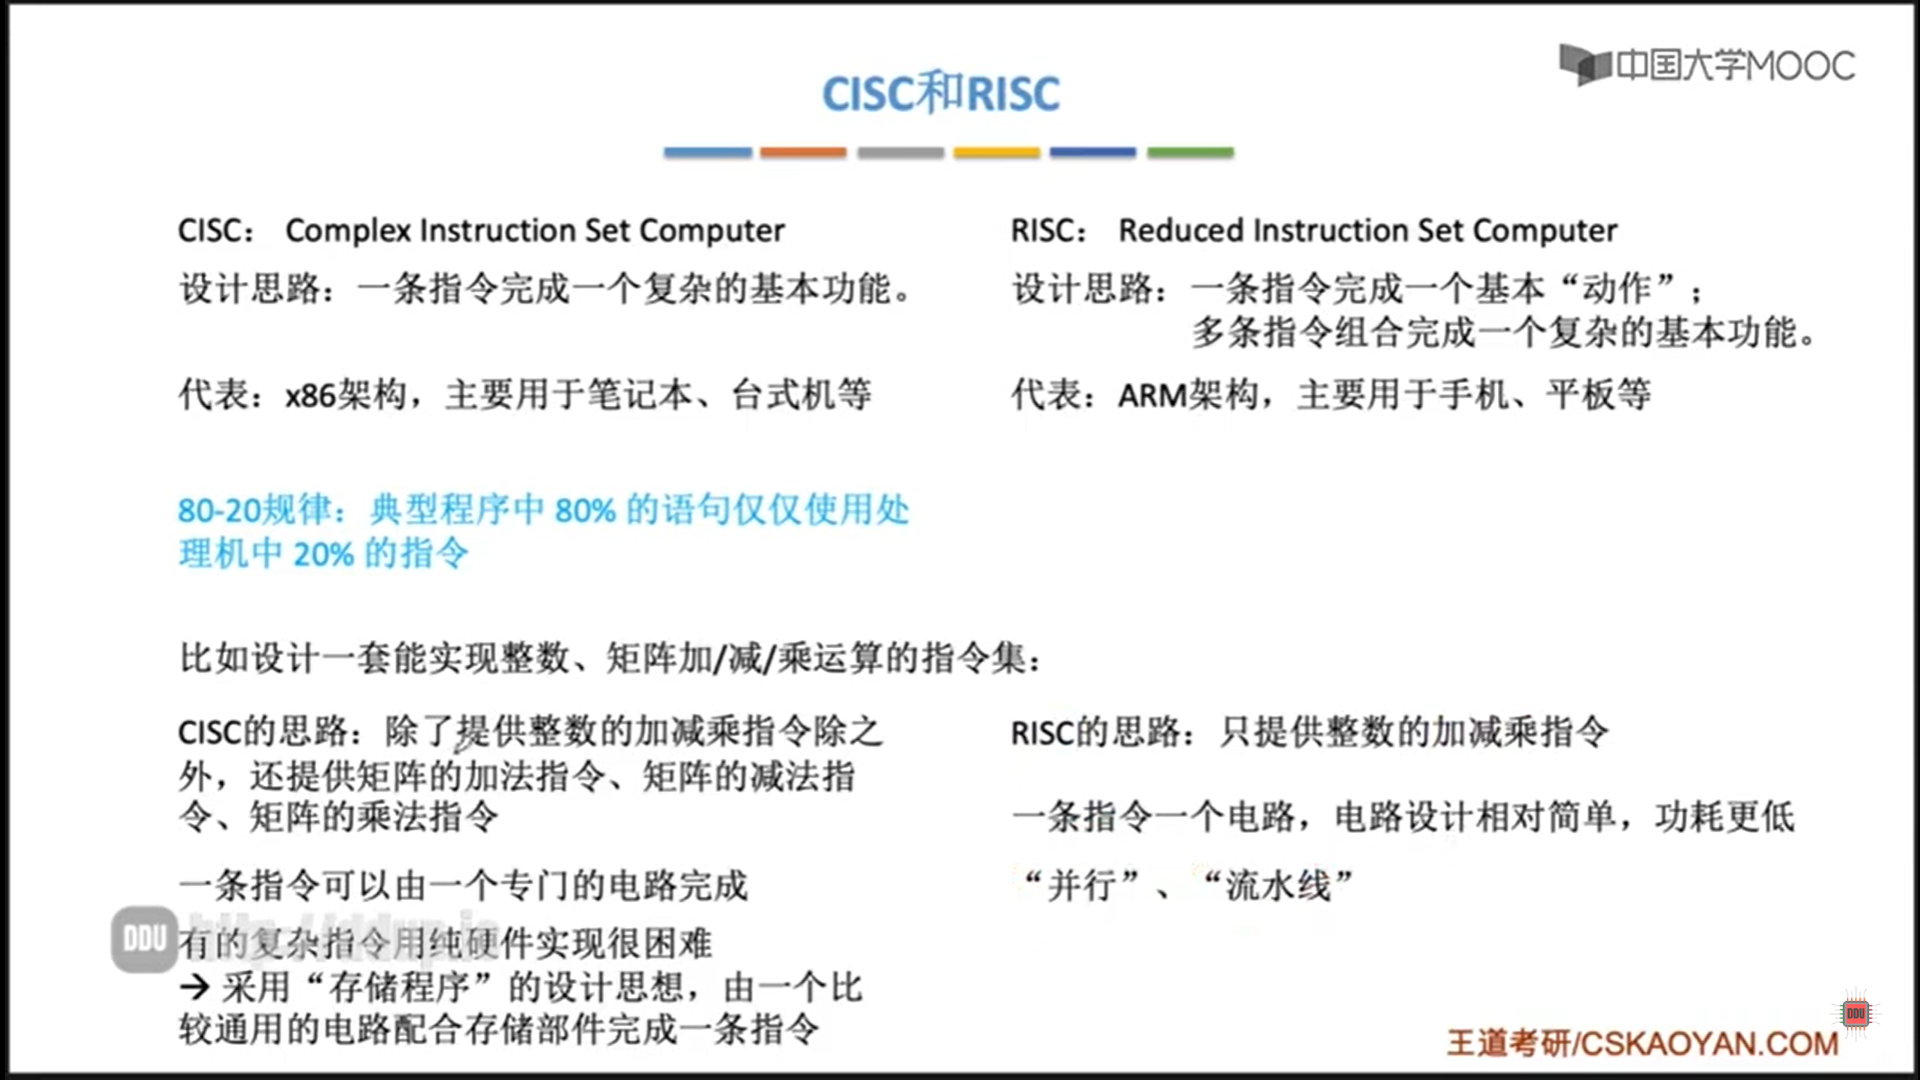 中国大学MOOC
CISC和RISC
CISC： Complex Instruction Set Computer
设计思路：一条指令完成一个复杂的基本功能。
代表：x86架构，主要用于笔记本、台式机等
RISC： Reduced Instruction Set Computer
设计思路：一条指令完成一个基本“动作”；
多条指令组合完成一个复杂的基本功能。
代表：ARM架构，主要用于手机、平板等
80-20规律：典型程序中 80% 的语句仅仅使用处
理机中 20% 的指令
比如设计一套能实现整数、矩阵加/减/乘运算的指令集：
CISC的思路：除了提供整数的加减乘指令除之
外，还提供矩阵的加法指令、矩阵的减法指
令、矩阵的乘法指令
一条指令可以由一个专门的电路完成
有的复杂指令用纯硬件实现很困难
→ 采用“存储程序”的设计思想，由一个比
较通用的电路配合存储部件完成一条指令
RISC的思路：只提供整数的加减乘指令
一条指令一个电路，电路设计相对简单，功耗更低
“并行”、“流水线”
DDU
DDU
王道考研/CSKAOYAN.COM